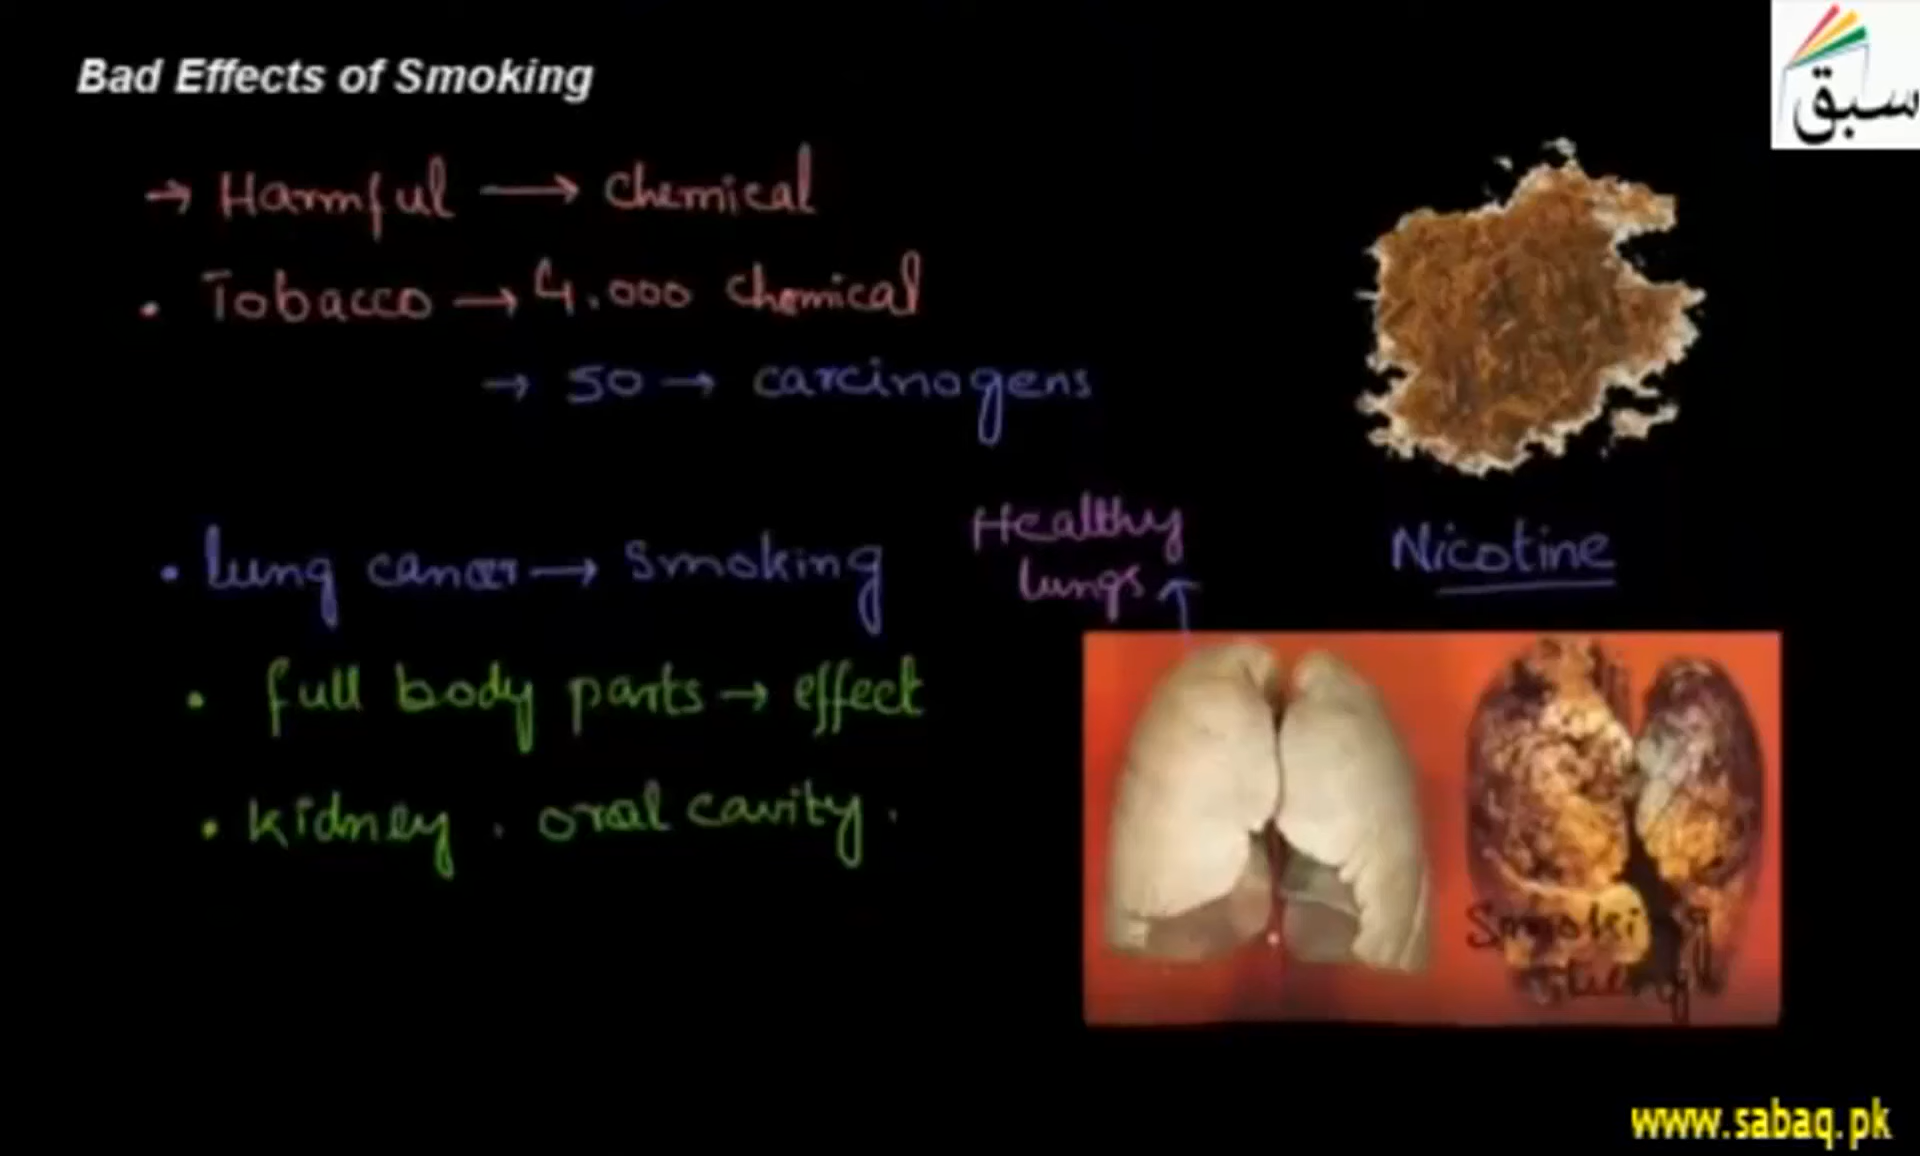 Bad Effects of Smoking
سبق
→ Harmful → Chemical
• Tobacco → 4.000 chemical
→ 50 → carcinogens
• lung cancer → smoking
Healthy
lungs
Nicotine
• full body parts → effect
• kidney . oral cavity .
Smoking
www.sabaq.pk